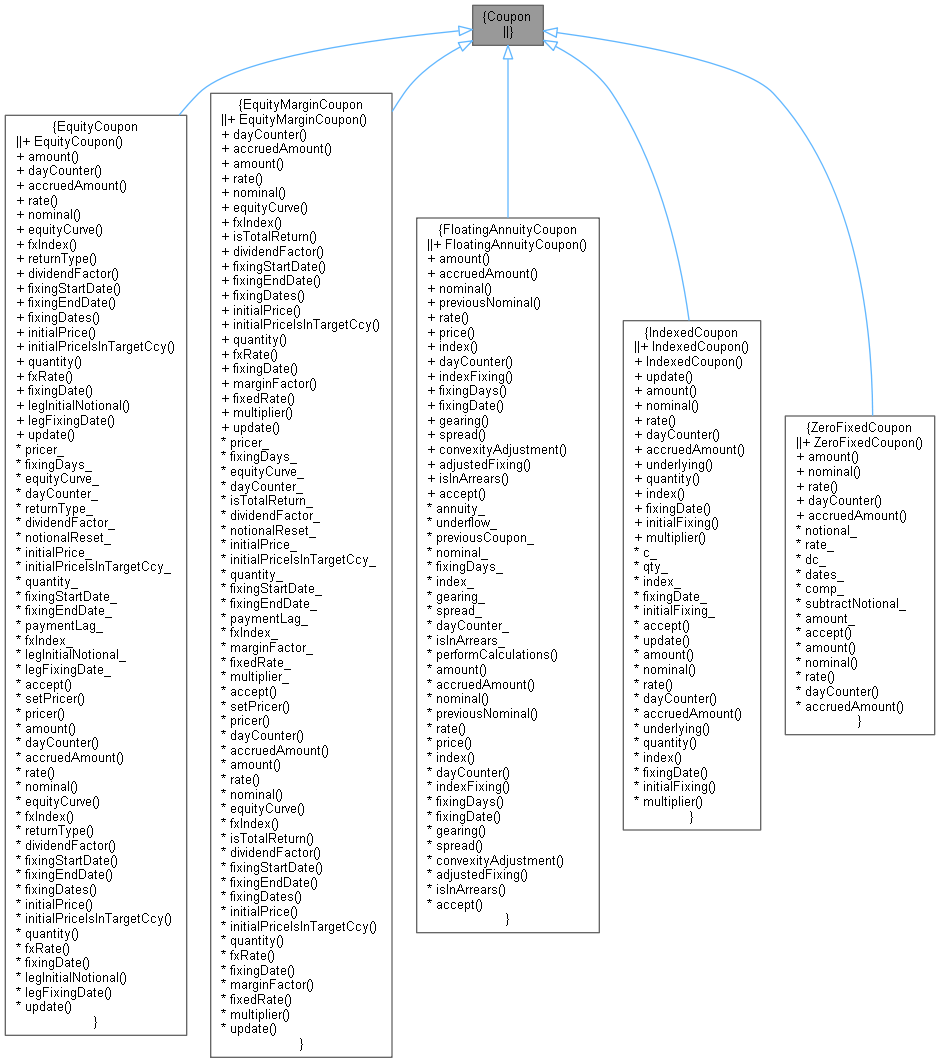 {Coupon
||}
{EquityCoupon
||+ EquityCoupon()
+ amount()
+ dayCounter()
+ accruedAmount()
+ rate()
+ nominal()
+ equityCurve()
+ fxIndex()
+ returnType()
+ dividendFactor()
+ fixingStartDate()
+ fixingEndDate()
+ fixingDates()
+ initialPrice()
+ initialPriceIsInTargetCcy()
+ quantity()
+ fxRate()
+ fixingDate()
+ legInitialNotional()
+ legFixingDate()
+ update()
* pricer_
* fixingDays_
* equityCurve_
* dayCounter_
* returnType_
* dividendFactor_
* notionalReset_
* initialPrice_
* initialPriceIsInTargetCcy_
* quantity_
* fixingStartDate_
* fixingEndDate_
* paymentLag_
* fxIndex_
* legInitialNotional_
* legFixingDate_
* accept()
* setPricer()
* pricer()
* amount()
* dayCounter()
* accruedAmount()
* rate()
* nominal()
* equityCurve()
* fxIndex()
* returnType()
* dividendFactor()
* fixingStartDate()
* fixingEndDate()
* fixingDates()
* initialPrice()
* initialPriceIsInTargetCcy()
* quantity()
* fxRate()
* fixingDate()
* legInitialNotional()
* legFixingDate()
* update()
}
{EquityMarginCoupon
||+ EquityMarginCoupon()
+ dayCounter()
+ accruedAmount()
+ amount()
+ rate()
+ nominal()
+ equityCurve()
+ fxIndex()
+ isTotalReturn()
+ dividendFactor()
+ fixingStartDate()
+ fixingEndDate()
+ fixingDates()
+ initialPrice()
+ initialPriceIsInTargetCcy()
+ quantity()
+ fxRate()
+ fixingDate()
+ marginFactor()
+ fixedRate()
+ multiplier()
+ update()
* pricer_
* fixingDays_
* equityCurve_
* dayCounter_
* isTotalReturn_
* dividendFactor_
* notionalReset_
* initialPrice_
* initialPriceIsInTargetCcy_
* quantity_
* fixingStartDate_
* fixingEndDate_
* paymentLag_
* fxIndex_
* marginFactor_
* fixedRate_
* multiplier_
* accept()
* setPricer()
* pricer()
* dayCounter()
* accruedAmount()
* amount()
* rate()
* nominal()
* equityCurve()
* fxIndex()
* isTotalReturn()
* dividendFactor()
* fixingStartDate()
* fixingEndDate()
* fixingDates()
* initialPrice()
* initialPriceIsInTargetCcy()
* quantity()
* fxRate()
* fixingDate()
* marginFactor()
* fixedRate()
* multiplier()
* update()
}
{FloatingAnnuityCoupon
||+ FloatingAnnuityCoupon()
+ amount()
+ accruedAmount()
+ nominal()
+ previousNominal()
+ rate()
+ price()
+ index()
+ dayCounter()
+ indexFixing()
+ fixingDays()
+ fixingDate()
+ gearing()
+ spread()
+ convexityAdjustment()
+ adjustedFixing()
+ isInArrears()
+ accept()
* annuity_
* underflow_
* previousCoupon_
* nominal_
* fixingDays_
* index_
* gearing_
* spread_
* dayCounter_
* isInArrears_
* performCalculations()
* amount()
* accruedAmount()
* nominal()
* previousNominal()
* rate()
* price()
* index()
* dayCounter()
* indexFixing()
* fixingDays()
* fixingDate()
* gearing()
* spread()
* convexityAdjustment()
* adjustedFixing()
* isInArrears()
* accept()
}
{IndexedCoupon
||+ IndexedCoupon()
+ IndexedCoupon()
+ update()
+ amount()
+ nominal()
+ rate()
+ dayCounter()
+ accruedAmount()
+ underlying()
+ quantity()
+ index()
+ fixingDate()
+ initialFixing()
+ multiplier()
* c_
* qty_
* index_
* fixingDate_
* initialFixing_
* accept()
* update()
* amount()
* nominal()
* rate()
* dayCounter()
* accruedAmount()
* underlying()
* quantity()
* index()
* fixingDate()
* initialFixing()
* multiplier()
}
{ZeroFixedCoupon
||+ ZeroFixedCoupon()
+ amount()
+ nominal()
+ rate()
+ dayCounter()
+ accruedAmount()
* notional_
* rate_
* dc_
* dates_
* comp_
* subtractNotional_
* amount_
* accept()
* amount()
* nominal()
* rate()
* dayCounter()
* accruedAmount()
}